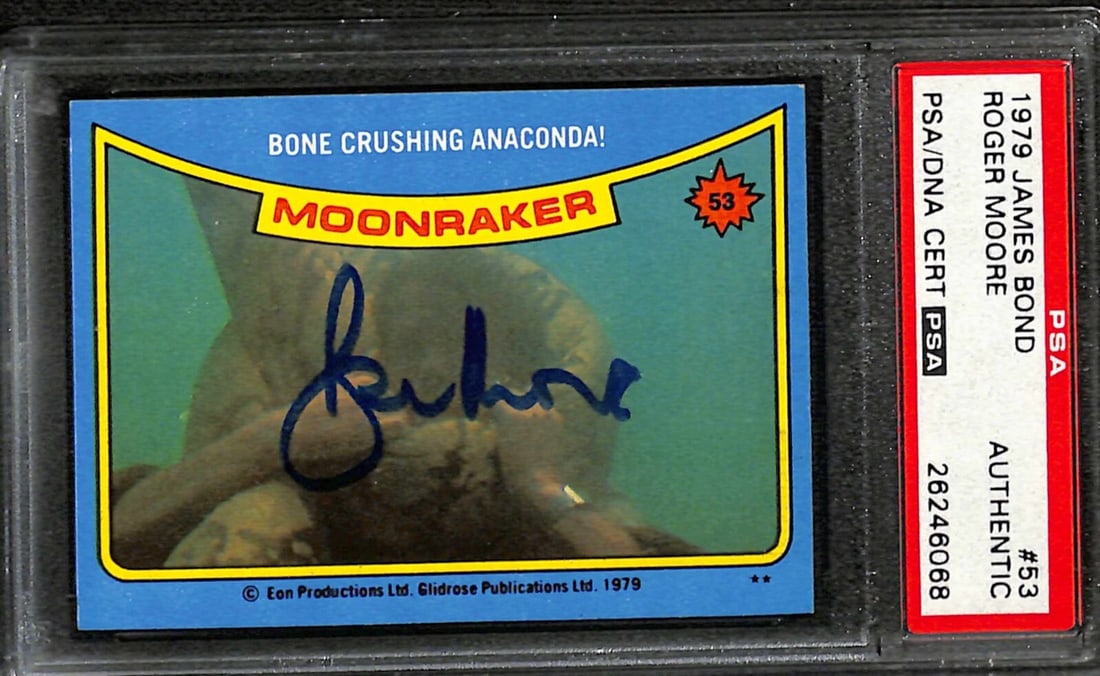 BONE CRUSHING ANACONDA!
MOONRAKER
53
© Eon Productions Ltd. Glidrose Publications Ltd. 1979
**
PSA
1979 JAMES BOND #53
ROGER MOORE AUTHENTIC
PSA/DNA CERT PSA 26246068